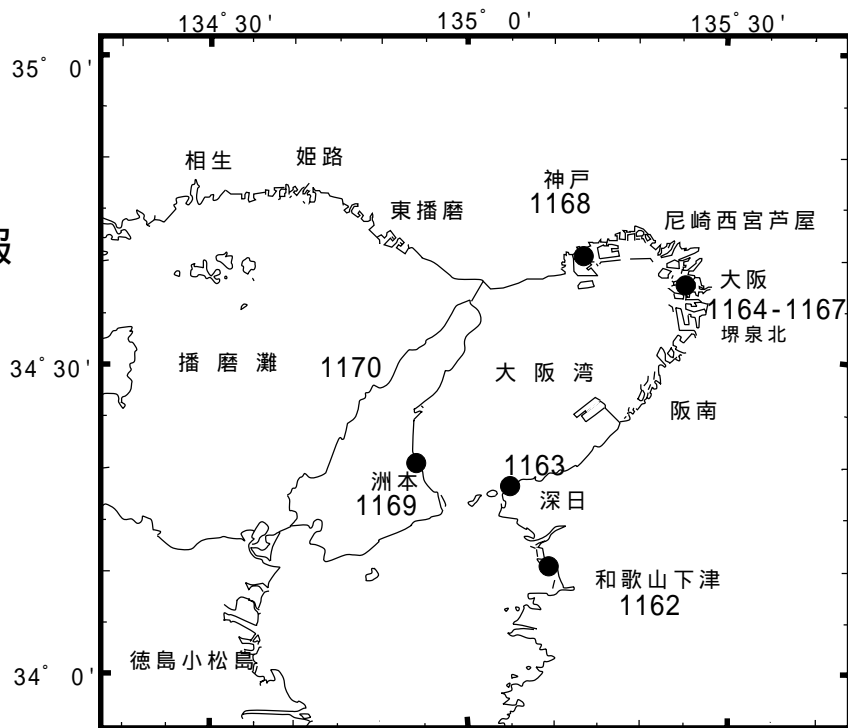 134° 30'
135° 0'
135° 30'
35° 0'
相生
姫路
神戸
1168
東播磨
尼崎西宮芦屋
報
大阪
1164-1167
堺泉北
34° 30'
播磨灘
1170
大阪湾
阪南
洲本
1169
1163
深日
和歌山下津
1162
徳島小松島
34° 0'